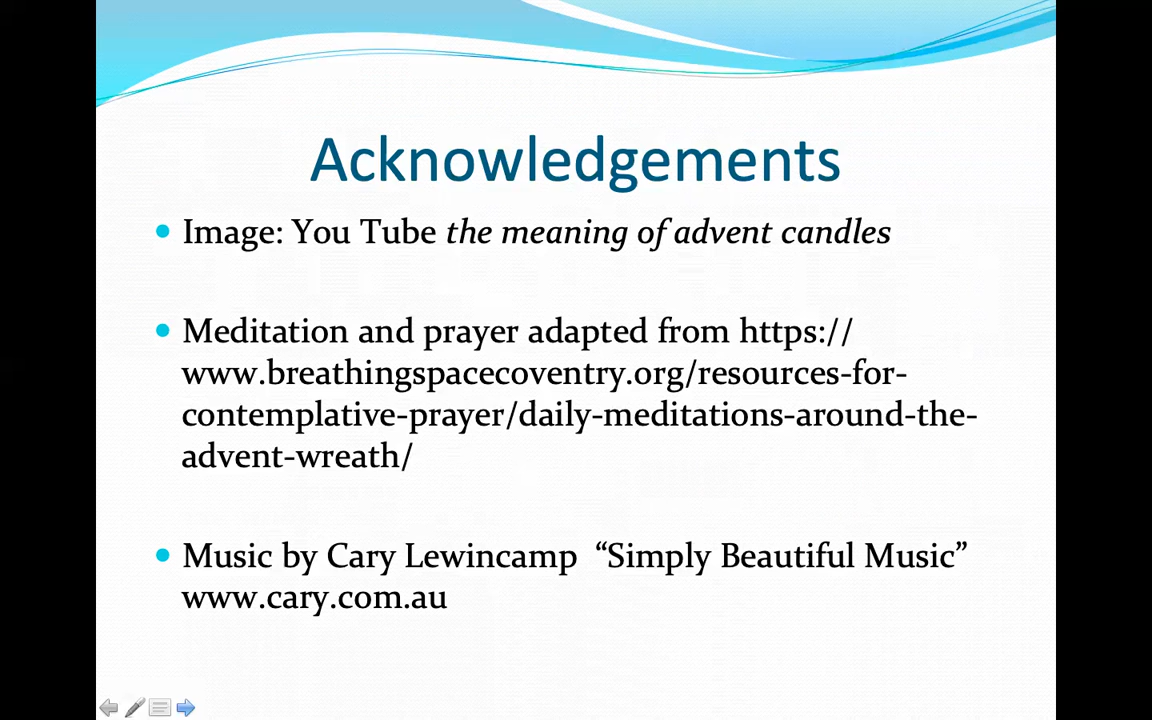 Acknowledgements
Image: You Tube the meaning of advent candles
Meditation and prayer adapted from https://
www.breathingspacecoventry.org/resources-for-
contemplative-prayer/daily-meditations-around-the-
advent-wreath/
Music by Cary Lewincamp  “Simply Beautiful Music”
www.cary.com.au